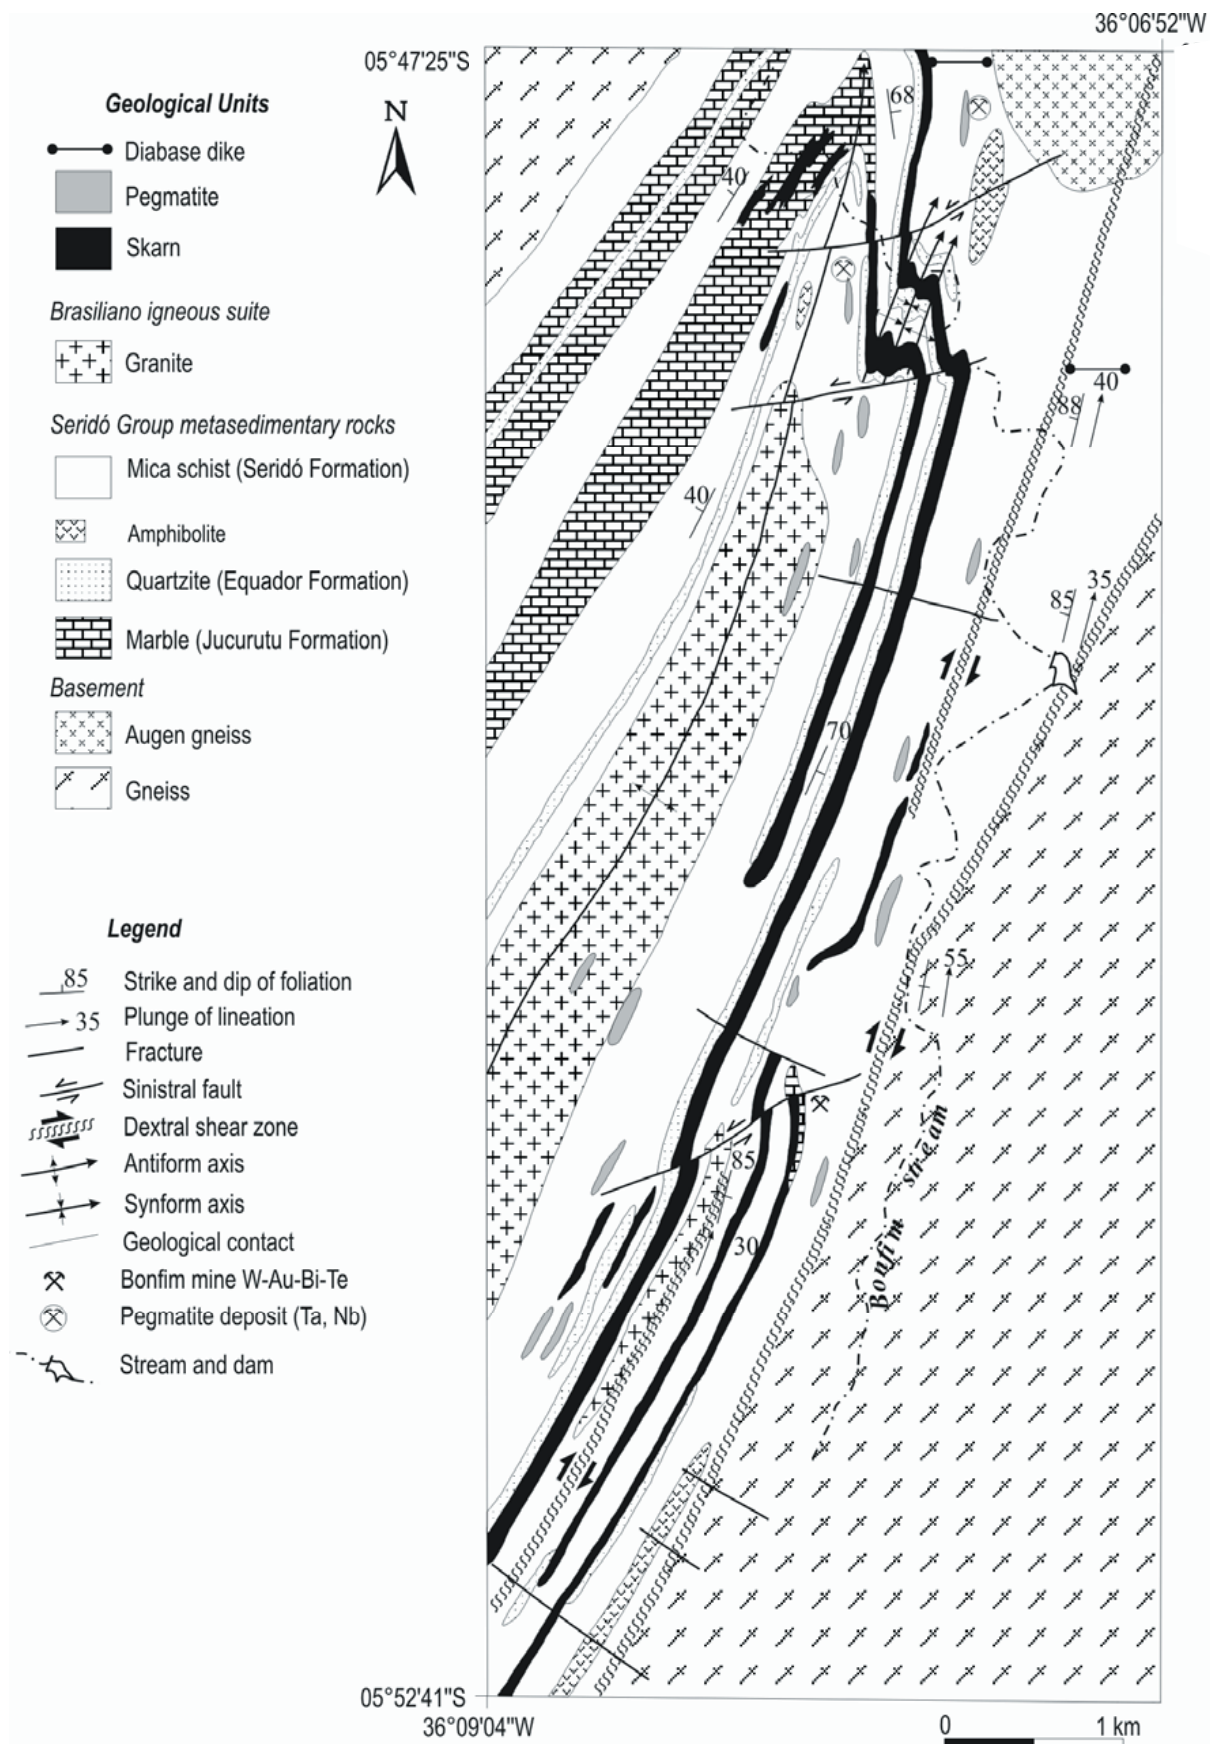 36°06'52"W
05°47'25"S
N
Geological Units
Diabase dike
Pegmatite
Skarn
Brasiliano igneous suite
Granite
Seridó Group metasedimentary rocks
Mica schist (Seridó Formation)
Amphibolite
Quartzite (Equador Formation)
Marble (Jucurutu Formation)
Basement
Augen gneiss
Gneiss
Legend
85 Strike and dip of foliation
35 Plunge of lineation
Fracture
Sinistral fault
Dextral shear zone
Antiform axis
Synform axis
Geological contact
Bonfim mine W-Au-Bi-Te
Pegmatite deposit (Ta, Nb)
Stream and dam
68
40
40
88
40
35
85
70
55
85
30
Bonfim stream
05°52'41"S
36°09'04"W
0 1 km